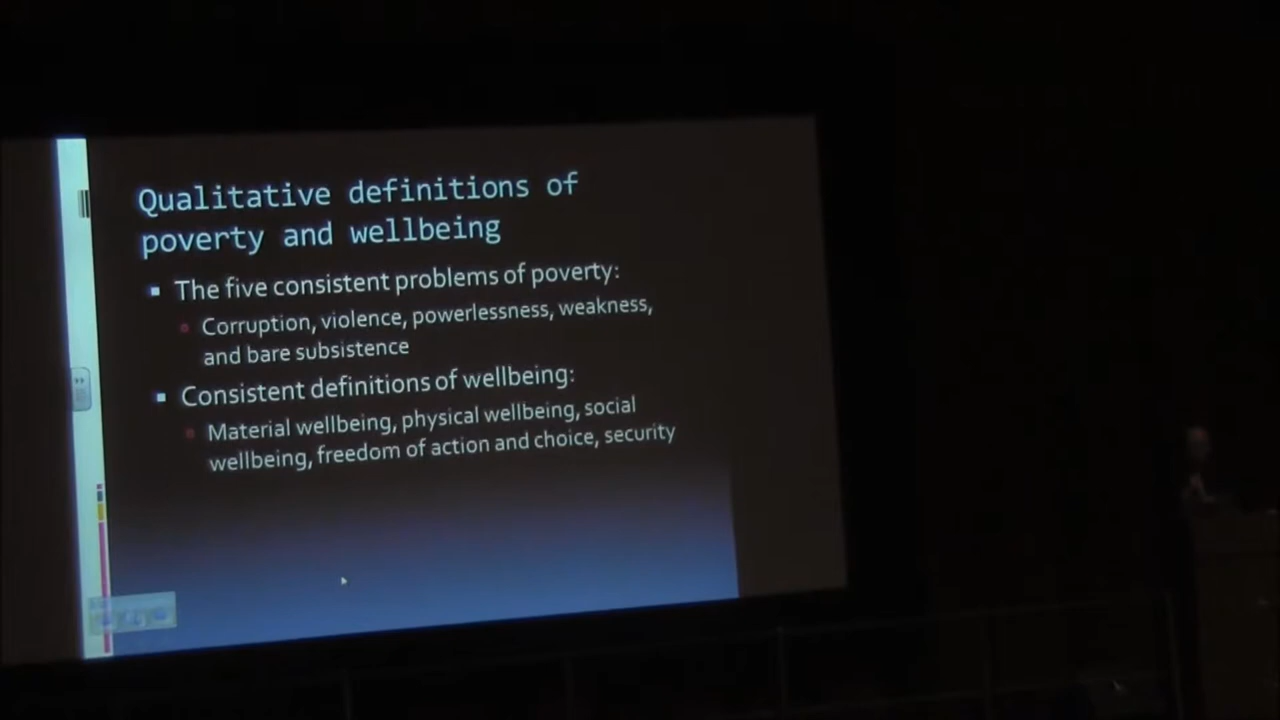 Qualitative definitions of
poverty and wellbeing
The five consistent problems of poverty:
Corruption, violence, powerlessness, weakness,
and bare subsistence
Consistent definitions of wellbeing:
Material wellbeing, physical wellbeing, social
wellbeing, freedom of action and choice, security